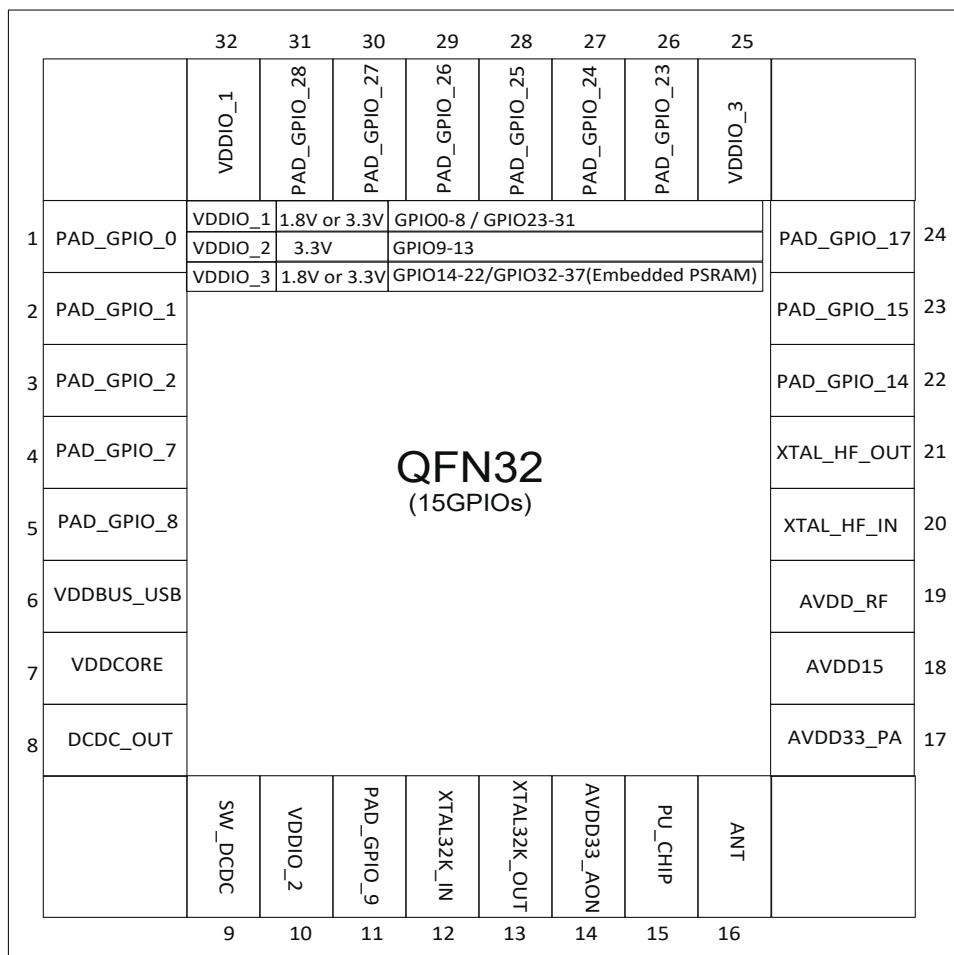 32 31 30 29 28 27 26 25
VDDIO_1
PAD_GPIO_28
PAD_GPIO_27
PAD_GPIO_26
PAD_GPIO_25
PAD_GPIO_24
PAD_GPIO_23
VDDIO_3
VDDIO_1 1.8V or 3.3V GPIO0-8 / GPIO23-31
VDDIO_2 3.3V GPIO9-13
VDDIO_3 1.8V or 3.3V GPIO14-22/GPIO32-37(Embedded PSRAM)
1 PAD_GPIO_0
2 PAD_GPIO_1
3 PAD_GPIO_2
4 PAD_GPIO_7
5 PAD_GPIO_8
6 VDDBUS_USB
7 VDDCORE
8 DCDC_OUT
QFN32
(15GPIOs)
PAD_GPIO_17 24
PAD_GPIO_15 23
PAD_GPIO_14 22
XTAL_HF_OUT 21
XTAL_HF_IN 20
AVDD_RF 19
AVDD15 18
AVDD33_PA 17
SW_DCDC
VDDIO_2
PAD_GPIO_9
XTAL32K_IN
XTAL32K_OUT
AVDD33_AON
PU_CHIP
ANT
9 10 11 12 13 14 15 16